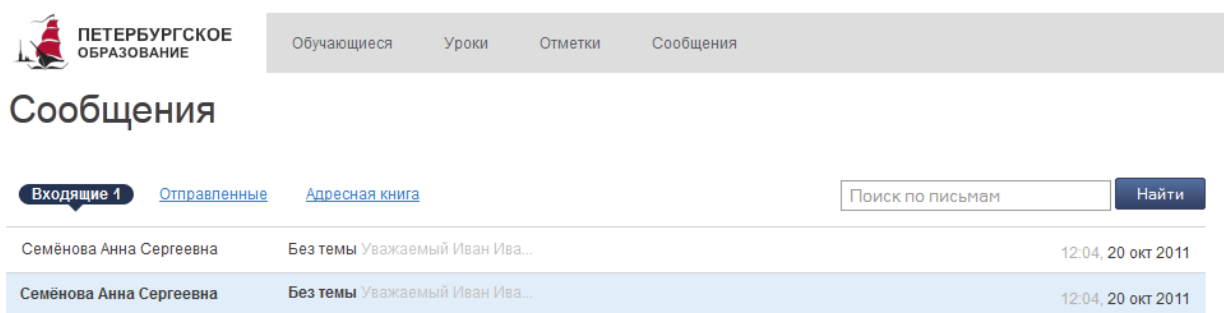 ПЕТЕРБУРГСКОЕ
ОБРАЗОВАНИЕ
Обучающиеся Уроки Отметки Сообщения
Сообщения
Входящие 1 Отправленные Адресная книга Поиск по письмам Найти
Семёнова Анна Сергеевна Без темы Уважаемый Иван Ива... 12:04, 20 окт 2011
Семёнова Анна Сергеевна Без темы Уважаемый Иван Ива... 12:04, 20 окт 2011